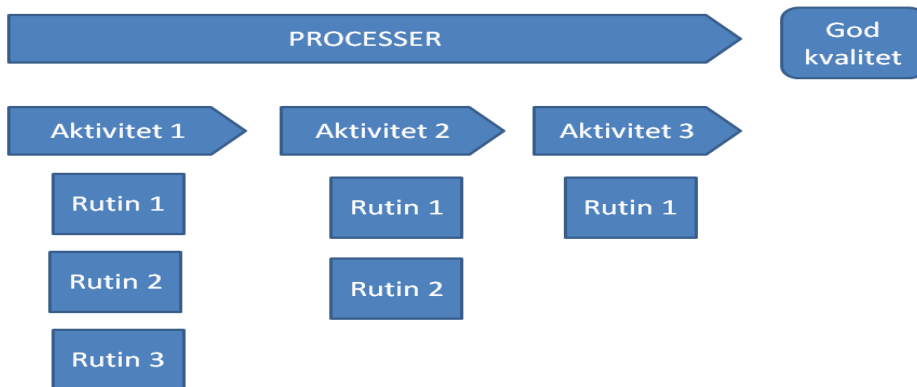 PROCESSER
God
kvalitet
Aktivitet 1
Aktivitet 2
Aktivitet 3
Rutin 1
Rutin 1
Rutin 1
Rutin 2
Rutin 2
Rutin 3